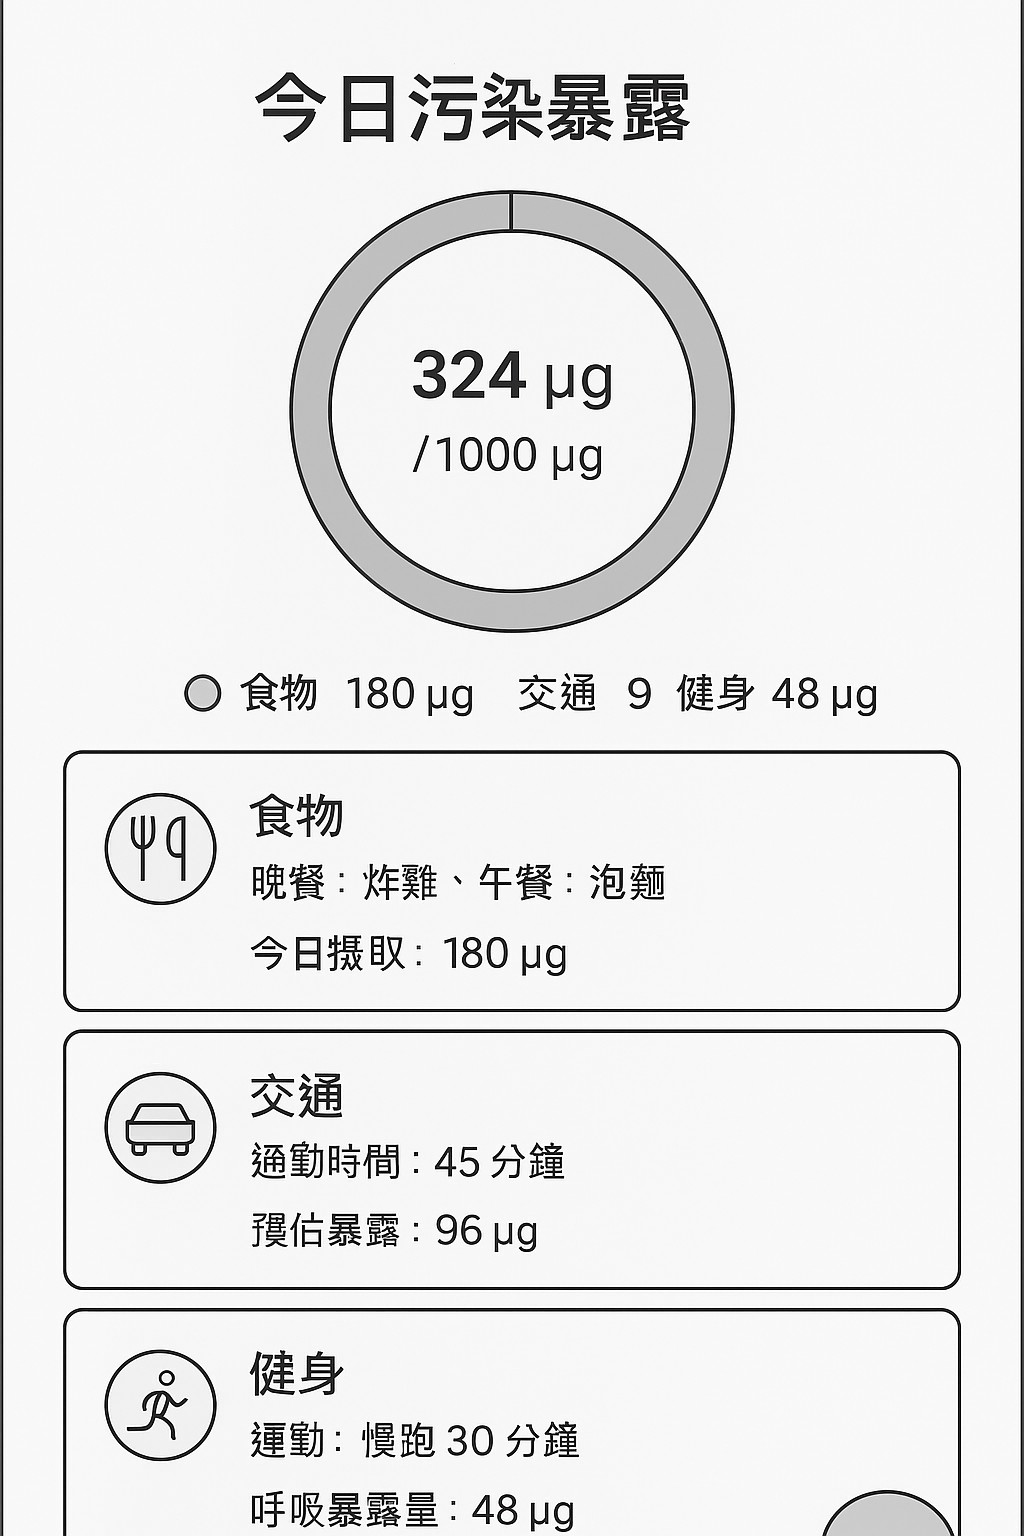 今日污染暴露
324 µg
/1000 µg
食物 180 µg 交通 9 健身 48 µg
食物
晚餐：炸雞、午餐：泡麵
今日摄取：180 µg
交通
通勤時間：45 分鐘
預估暴露：96 µg
健身
運動：慢跑 30 分鐘
呼吸暴露量：48 µg